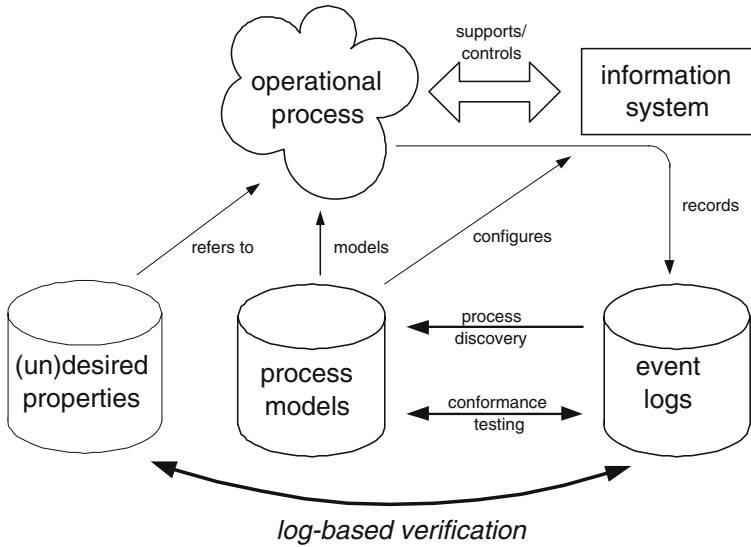 supports/
controls
operational
process
information
system
records
refers to
models
configures
process
discovery
(un)desired
properties
process
models
event
logs
conformance
testing
log-based verification